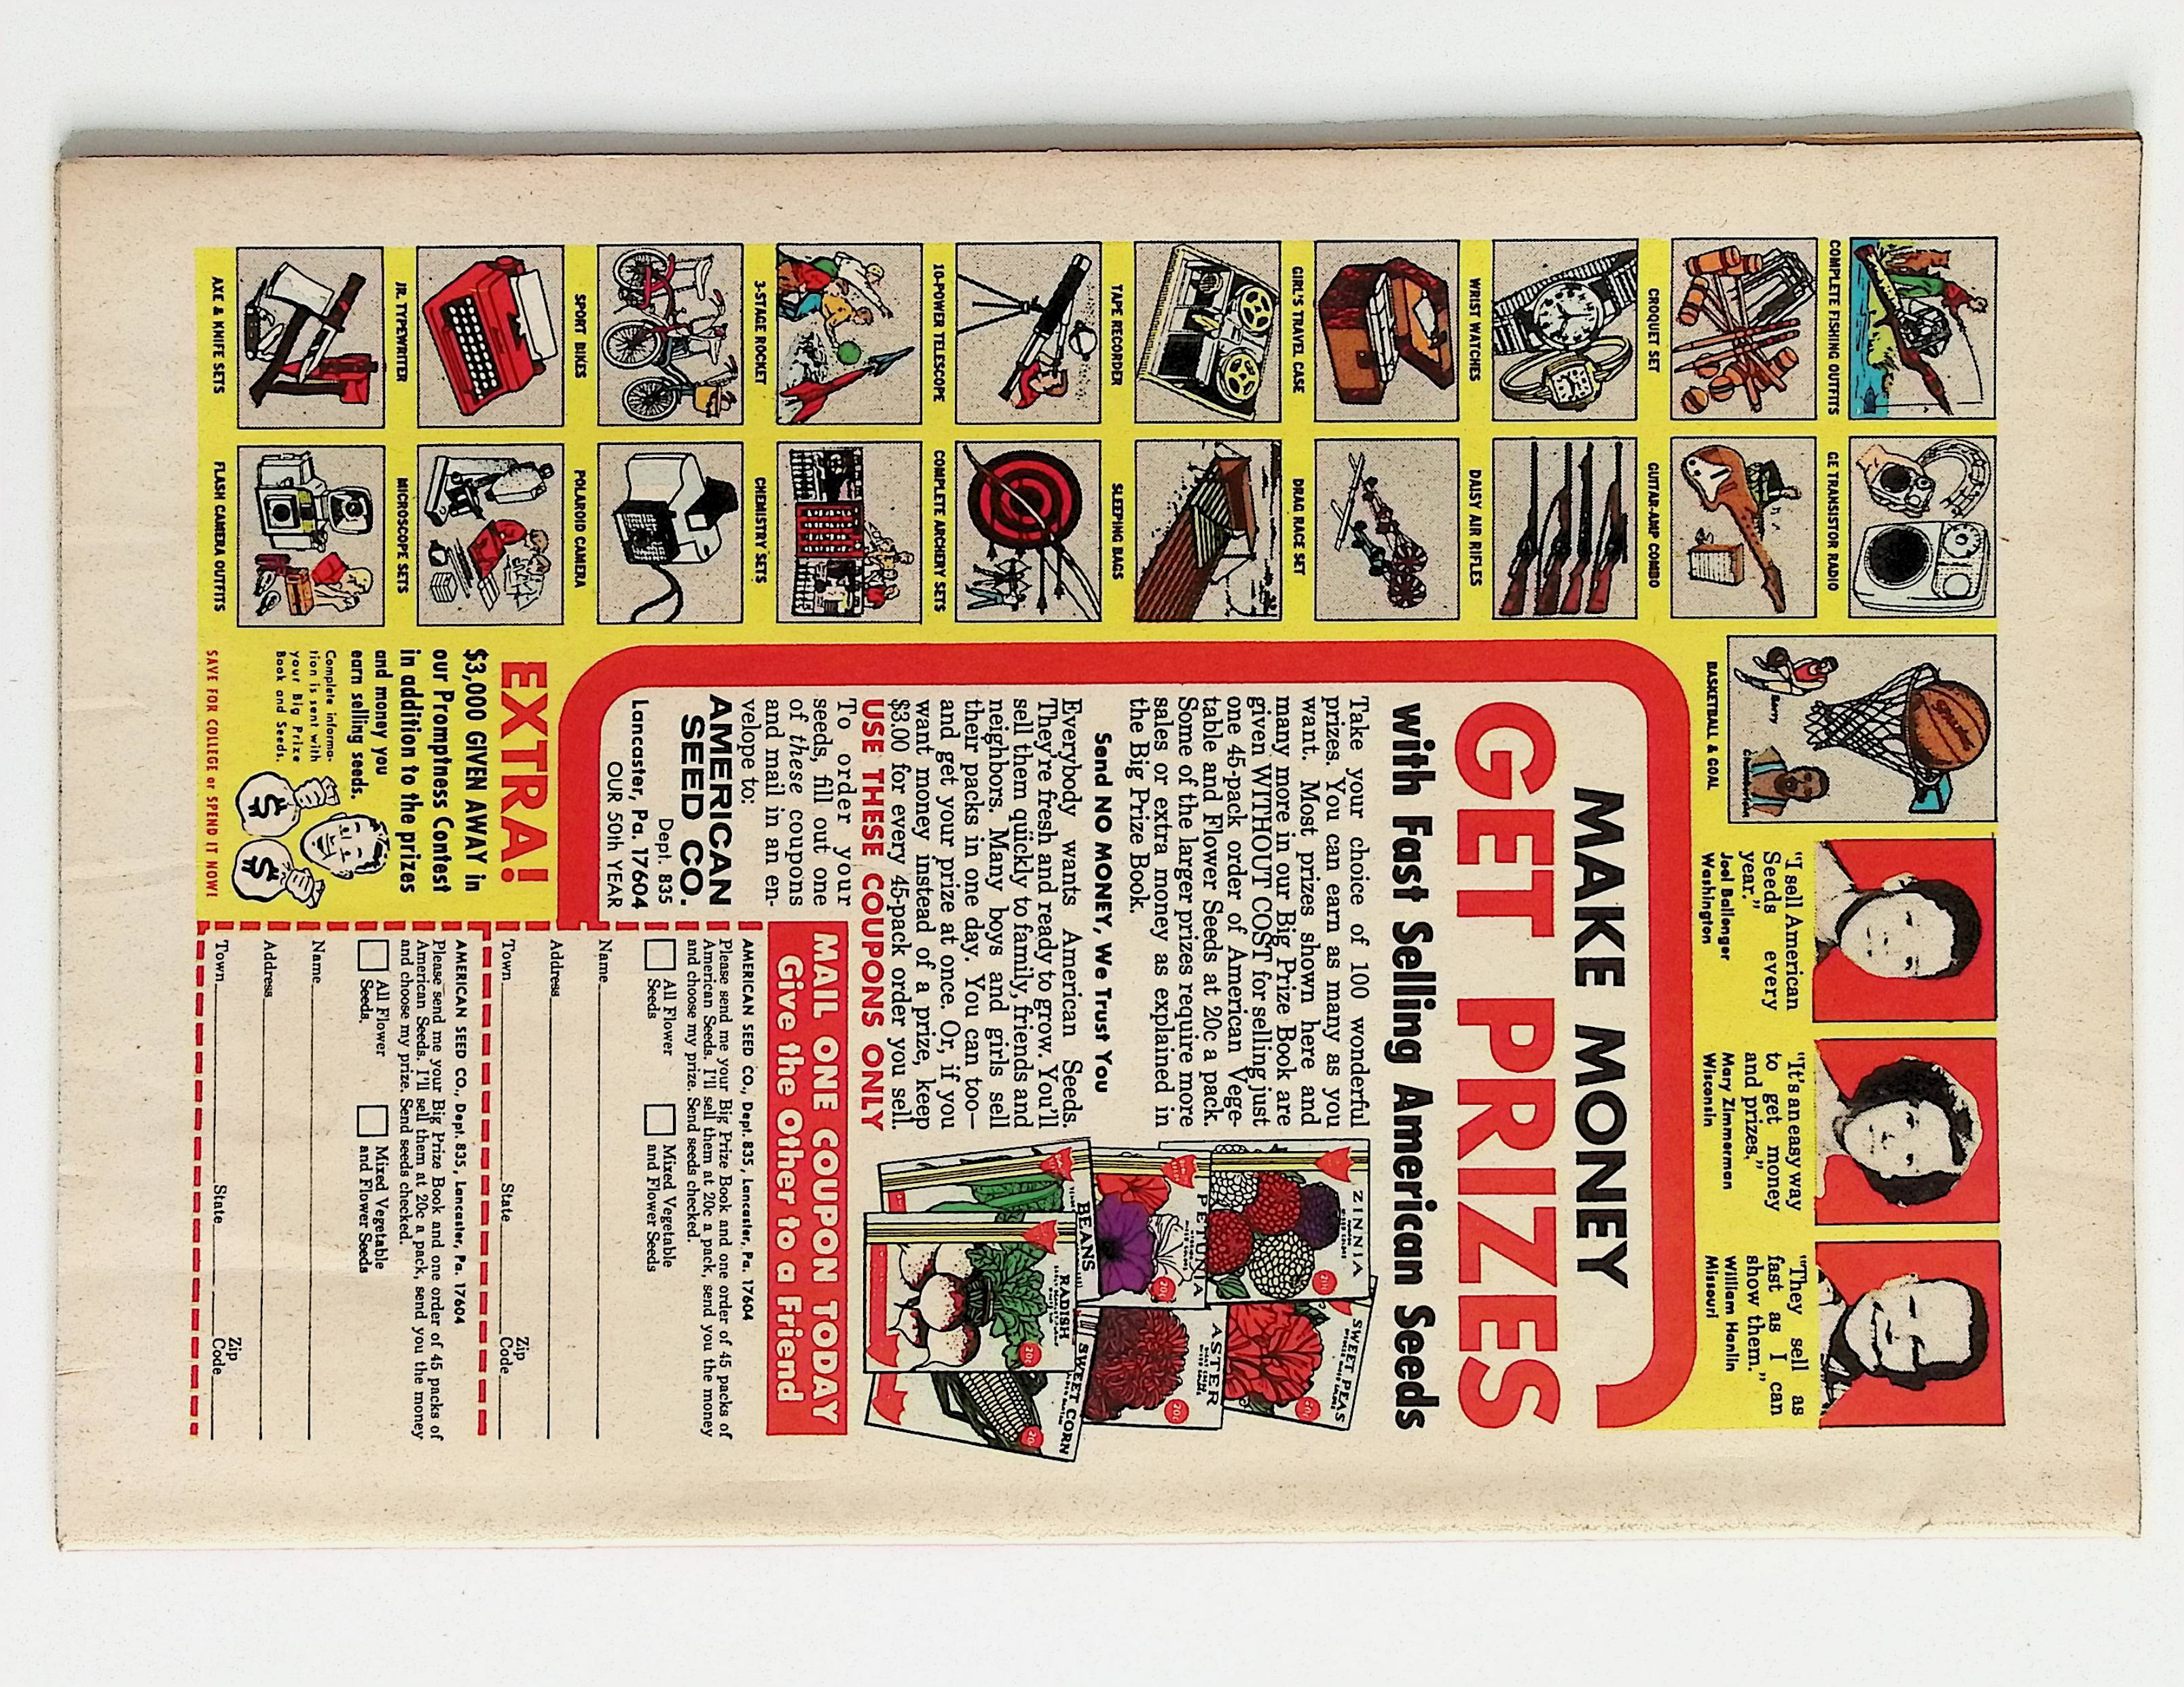 COMPLETE FISHING OUTFITS
GE TRANSISTOR RADIO
CROQUET SET
GUITAR-AMP COMBO
WRIST WATCHES
DAISY AIR RIFLES
GIRL'S TRAVEL CASE
DRAG RACE SET
TAPE RECORDER
SLEEPING BAGS
10-POWER TELESCOPE
COMPLETE ARCHERY SETS
3-STAGE ROCKET
CHEMISTRY SETS
SPORT BIKES
POLAROID CAMERA
JR. TYPEWRITER
MICROSCOPE SETS
AXE & KNIFE SETS
FLASH CAMERA OUTFITS
SPALDING
Barry
BASKETBALL & GOAL
"I sell American
Seeds every
year."
Joel Ballenger
Washington
"It's an easy way
to get money
and prizes."
Mary Zimmerman
Wisconsin
"They sell as
fast as I can
show them."
William Hanlin
Missouri
MAKE MONEY
GET PRIZES
with Fast Selling American Seeds
Take your choice of 100 wonderful
prizes. You can earn as many as you
want. Most prizes shown here and
many more in our Big Prize Book are
given WITHOUT COST for selling just
one 45-pack order of American Vege-
table and Flower Seeds at 20c a pack.
Some of the larger prizes require more
sales or extra money as explained in
the Big Prize Book.
Send NO MONEY, We Trust You
Everybody wants American Seeds.
They're fresh and ready to grow. You'll
sell them quickly to family, friends and
neighbors. Many boys and girls sell
their packs in one day. You can too—
and get your prize at once. Or, if you
want money instead of a prize, keep
$3.00 for every 45-pack order you sell.
USE THESE COUPONS ONLY
To order your
seeds, fill out one
of these coupons
and mail in an en-
velope to:
AMERICAN
SEED CO.
Dept. 835
Lancaster, Pa. 17604
OUR 50th YEAR
ZINNIA
20c
SWEET PEAS
20c
PETUNIA
20c
ASTER
20c
BEANS
RADISH
20c
SWEET CORN
20c
EXTRA!
$3,000 GIVEN AWAY in
our Promptness Contest
in addition to the prizes
and money you
earn selling seeds.
Complete informa-
tion is sent with
your Big Prize
Book and Seeds.
$
$
SAVE FOR COLLEGE or SPEND IT NOW!
MAIL ONE COUPON TODAY
Give the Other to a Friend
AMERICAN SEED CO., Dept. 835, Lancaster, Pa. 17604
Please send me your Big Prize Book and one order of 45 packs of
American Seeds. I'll sell them at 20c a pack, send you the money
and choose my prize. Send seeds checked.
All Flower
Seeds
Mixed Vegetable
and Flower Seeds
Name
Address
Town
State
Zip
Code
AMERICAN SEED CO., Dept. 835, Lancaster, Pa. 17604
Please send me your Big Prize Book and one order of 45 packs of
American Seeds. I'll sell them at 20c a pack, send you the money
and choose my prize. Send seeds checked.
All Flower
Seeds.
Mixed Vegetable
and Flower Seeds
Name
Address
Town
State
Zip
Code